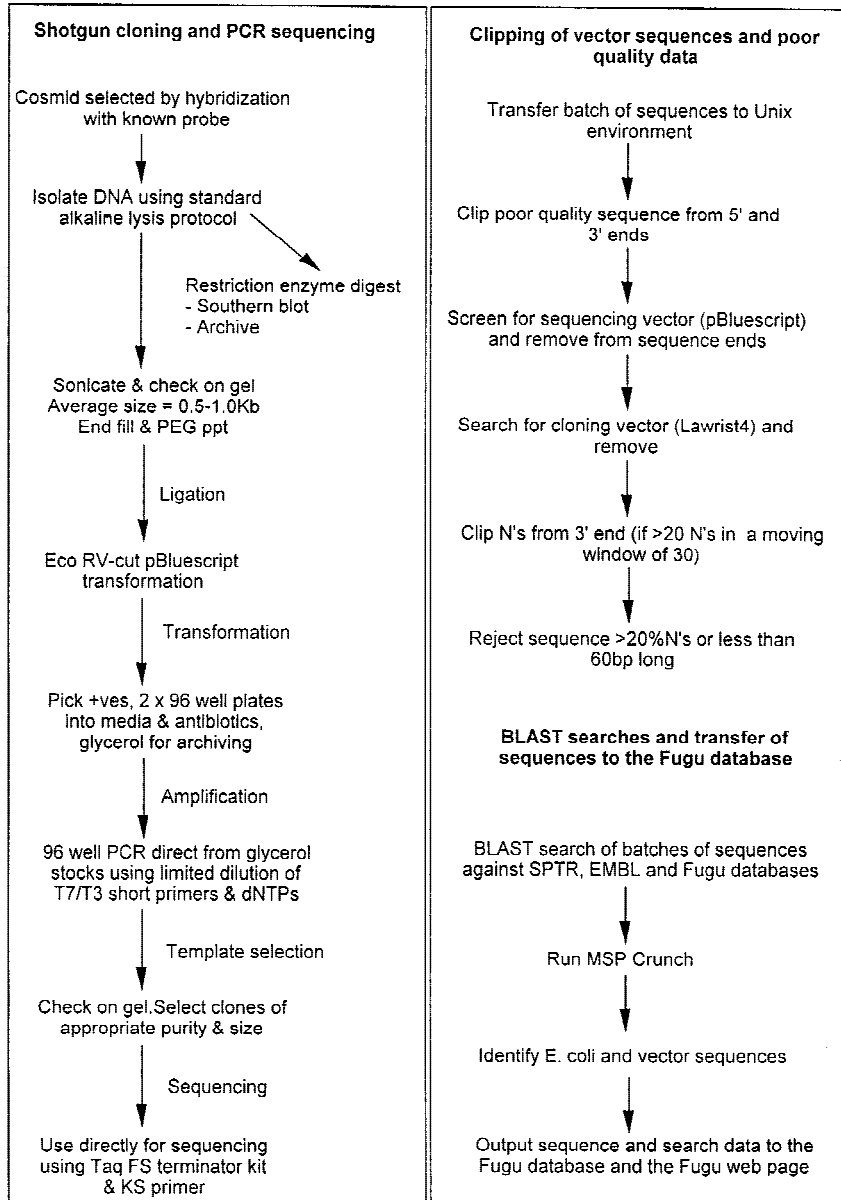 Shotgun cloning and PCR sequencing
Cosmid selected by hybridization
with known probe
Isolate DNA using standard
alkaline lysis protocol
Restriction enzyme digest
- Southern blot
- Archive
Sonicate & check on gel
Average size = 0.5-1.0Kb
End fill & PEG ppt
Ligation
Eco RV-cut pBluescript
transformation
Transformation
Pick +ves, 2 x 96 well plates
into media & antibiotics,
glycerol for archiving
Amplification
96 well PCR direct from glycerol
stocks using limited dilution of
T7/T3 short primers & dNTPs
Template selection
Check on gel.Select clones of
appropriate purity & size
Sequencing
Use directly for sequencing
using Taq FS terminator kit
& KS primer
Clipping of vector sequences and poor
quality data
Transfer batch of sequences to Unix
environment
Clip poor quality sequence from 5' and
3' ends
Screen for sequencing vector (pBluescript)
and remove from sequence ends
Search for cloning vector (Lawrist4) and
remove
Clip N's from 3' end (if >20 N's in a moving
window of 30)
Reject sequence >20%N's or less than
60bp long
BLAST searches and transfer of
sequences to the Fugu database
BLAST search of batches of sequences
against SPTR, EMBL and Fugu databases
Run MSP Crunch
Identify E. coli and vector sequences
Output sequence and search data to the
Fugu database and the Fugu web page